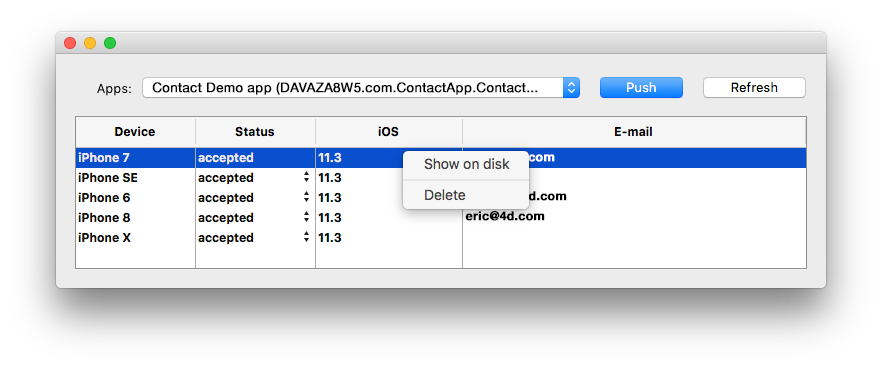 Apps: Contact Demo app (DAVAZA8W5.com.ContactApp.Contact... Push Refresh
Device Status iOS E-mail
iPhone 7 accepted 11.3 com
Show on disk
iPhone SE accepted 11.3
Delete
iPhone 6 accepted 11.3 d.com
iPhone 8 accepted 11.3 eric@4d.com
iPhone X accepted 11.3